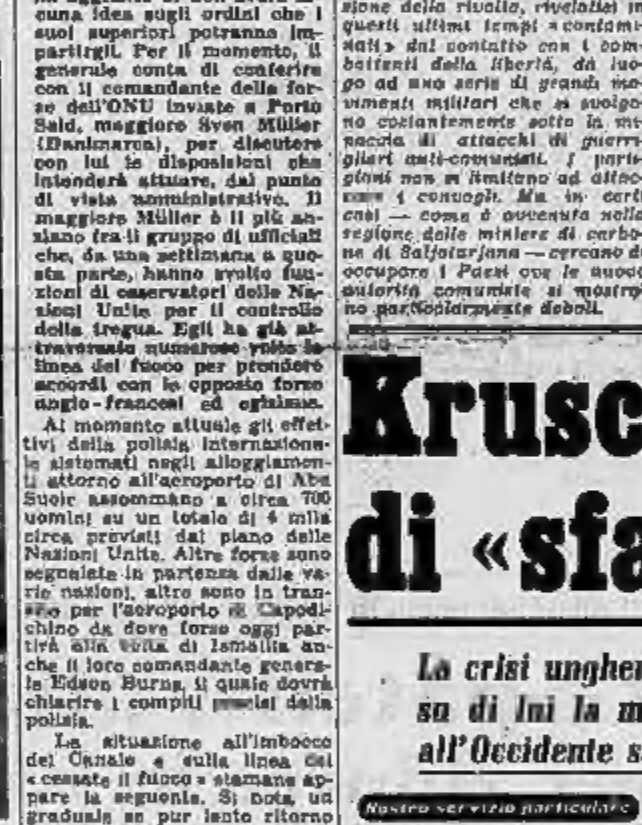 una idea sugli ordini che i
suoi superiori potranno im-
partirgli. Per il momento, il
generale conta di conferire
con il comandante della for-
se dell'ONU inviate a Porto
Said, maggiore Sven Müller
(Danimarca), per discutere
con lui le disposizioni che
intenderà attuare, dal punto
di vista amministrativo. Il
maggiore Müller è il più an-
ziano fra il gruppo di ufficiali
che, da una settimana a que-
sta parte, hanno svolto fun-
zioni di osservatori delle Na-
zioni Unite per il controllo
della tregua. Egli ha già at-
traversato numerose volte la
linea del fuoco per prendere
accordi con le opposte forze
anglo-francesi ed egiziane.
Al momento attuale gli effet-
tivi della polizia internaziona-
le sistemati negli alloggiamen-
ti attorno all'aeroporto di Abu
Sueir assommano a circa 700
uomini su un totale di 4 mila
circa previsti dal piano delle
Nazioni Unite. Altre forze sono
segnalate in partenza dalle va-
rie nazioni, altre sono in tran-
sito per l'aeroporto di Capodi-
chino da dove forse oggi par-
tirà alla volta di Ismailia an-
che il loro comandante genera-
le Edson Burns, il quale dovrà
chiarire i compiti precisi della
polizia.
La situazione all'imbocco
del Canale e sulla linea del
«cessate il fuoco» stamane ap-
pare la seguente. Si nota un
graduale se pur lento ritorno
sione della rivolta, rivelatisi in
questi ultimi tempi «contami-
nati» dal contatto con i com-
battenti della libertà, dà luo-
go ad una serie di grandi mo-
vimenti militari che si svolgo-
no costantemente sotto la mi-
naccia di attacchi di guerri-
glieri anti-comunisti. I parti-
giani non si limitano ad attac-
care i convogli. Ma in certi
casi — come è avvenuto nella
regione delle miniere di carbo-
ne di — cercano di
occupare i Paesi ove le nuove
autorità comuniste si mostra-
no particolarmente deboli.
Krusc
di «sfa
La crisi ungher
so di lui la m
all'Occidente s
Nostro servizio particolare